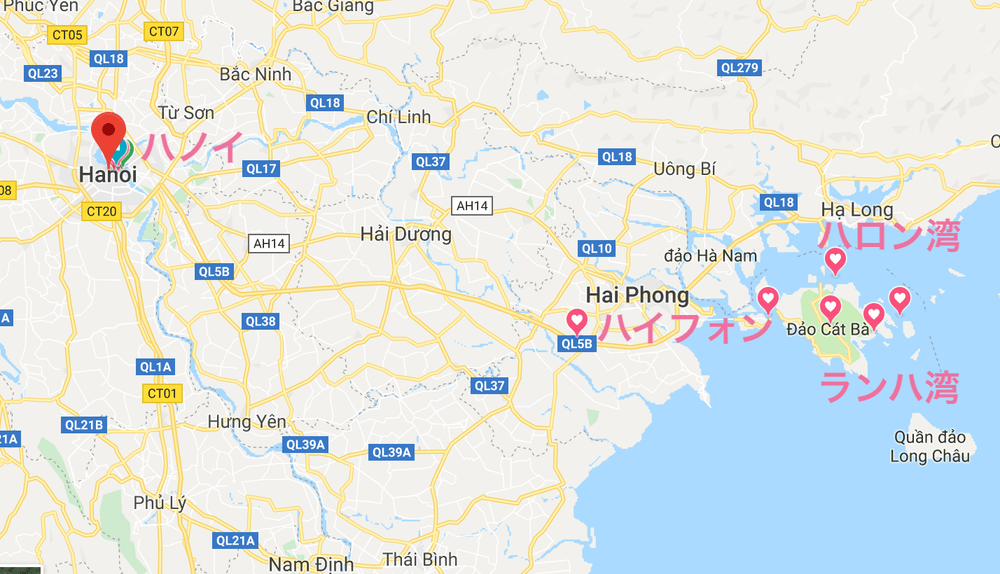 Phúc Yên
Bắc Giang
CT05
CT07
QL18
QL23
Bắc Ninh
QL279
QL18
Từ Sơn
Chí Linh
ハノイ
QL37
QL18
QL17
Uông Bí
Hanoi
08
QL18
CT20
AH14
Hạ Long
Hải Dương
ハロン湾
AH14
QL10
đảo Hà Nam
QL5B
Hai Phong
A
QL38
ハイフォン
Đảo Cát Bà
QL5B
QL1A
QL37
ランハ湾
CT01
Hưng Yên
QL21B
21A
QL39A
QL39A
Quần đảo
Long Châu
Phủ Lý
QL21A
Nam Định
Thái Bình